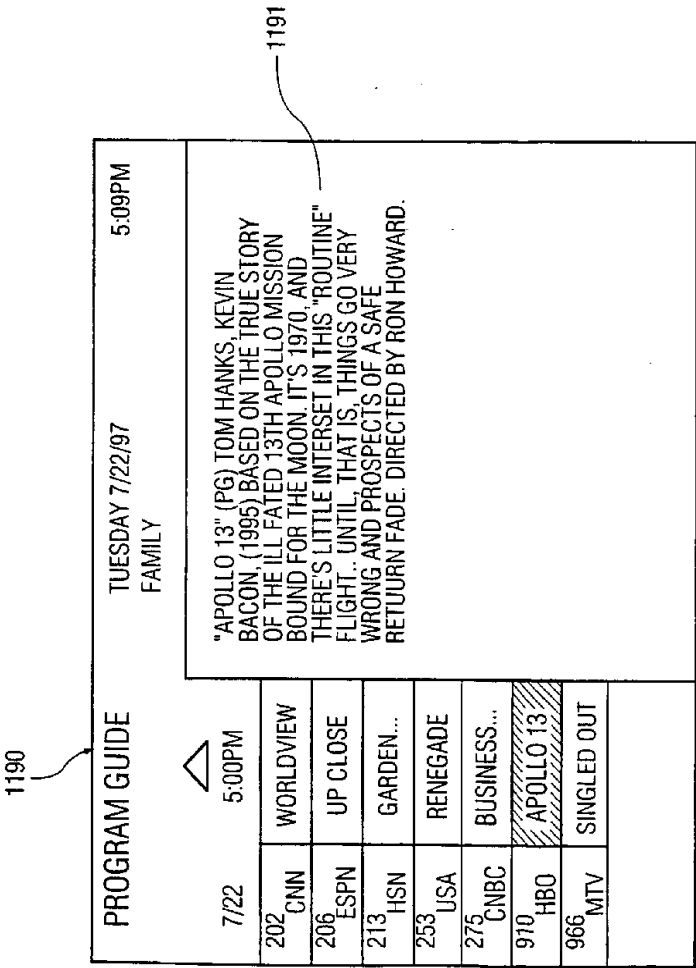 1190
PROGRAM GUIDE TUESDAY 7/22/97 5:09PM
FAMILY
7/22 5:00PM
202 CNN WORLDVIEW
206 ESPN UP CLOSE
213 HSN GARDEN...
253 USA RENEGADE
275 CNBC BUSINESS...
910 HBO APOLLO 13
966 MTV SINGLED OUT
"APOLLO 13" (PG) TOM HANKS, KEVIN
BACON, (1995) BASED ON THE TRUE STORY
OF THE ILL FATED 13TH APOLLO MISSION
BOUND FOR THE MOON. IT'S 1970, AND
THERE'S LITTLE INTERSET IN THIS "ROUTINE"
FLIGHT.. UNTIL, THAT IS, THINGS GO VERY
WRONG AND PROSPECTS OF A SAFE
RETUURN FADE. DIRECTED BY RON HOWARD.
1191